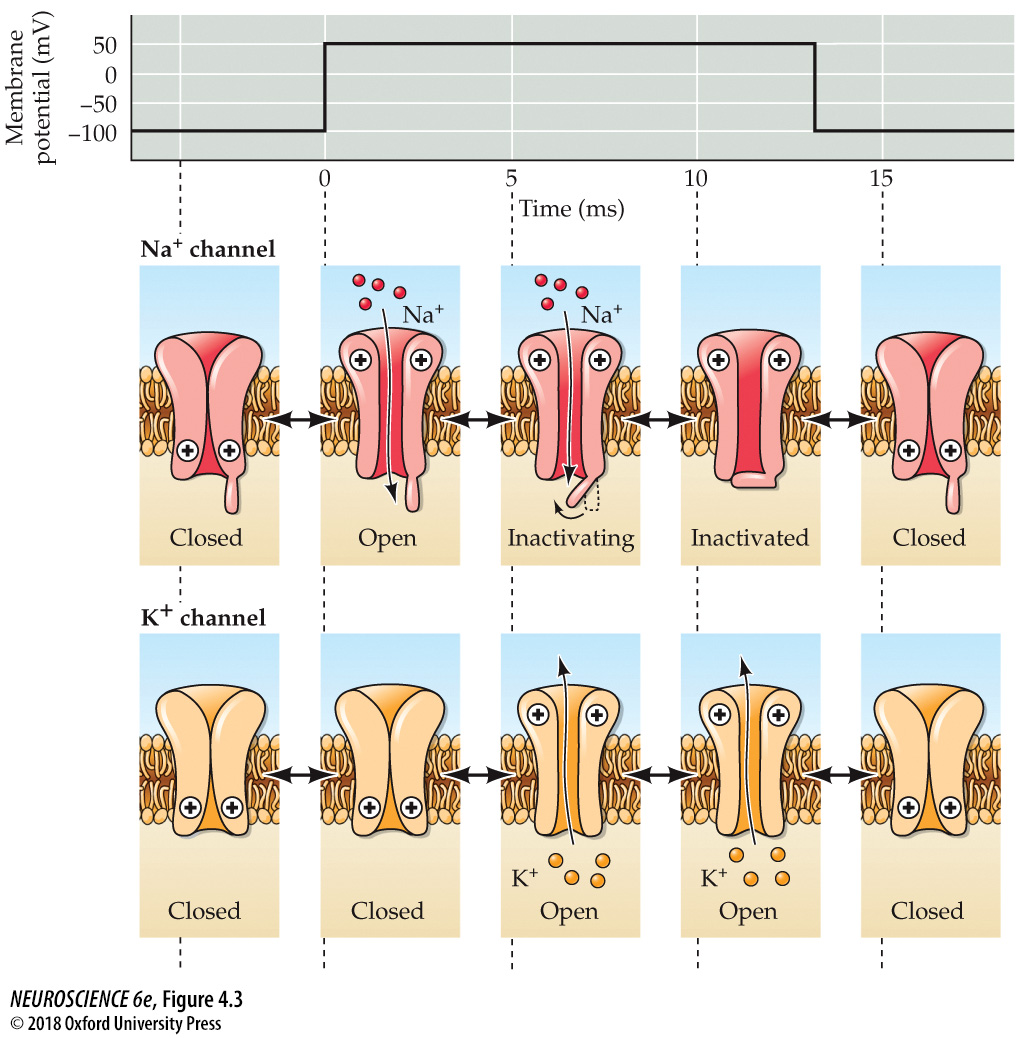 Membrane
potential (mV)
50
0
–50
–100
0
5
10
15
Time (ms)
Na+ channel
Na+
Na+
+ +
+ +
+ +
+ +
+ +
Closed
Open
Inactivating
Inactivated
Closed
K+ channel
+ +
+ +
+ +
+ +
+ +
K+
K+
Closed
Closed
Open
Open
Closed
NEUROSCIENCE 6e, Figure 4.3
© 2018 Oxford University Press